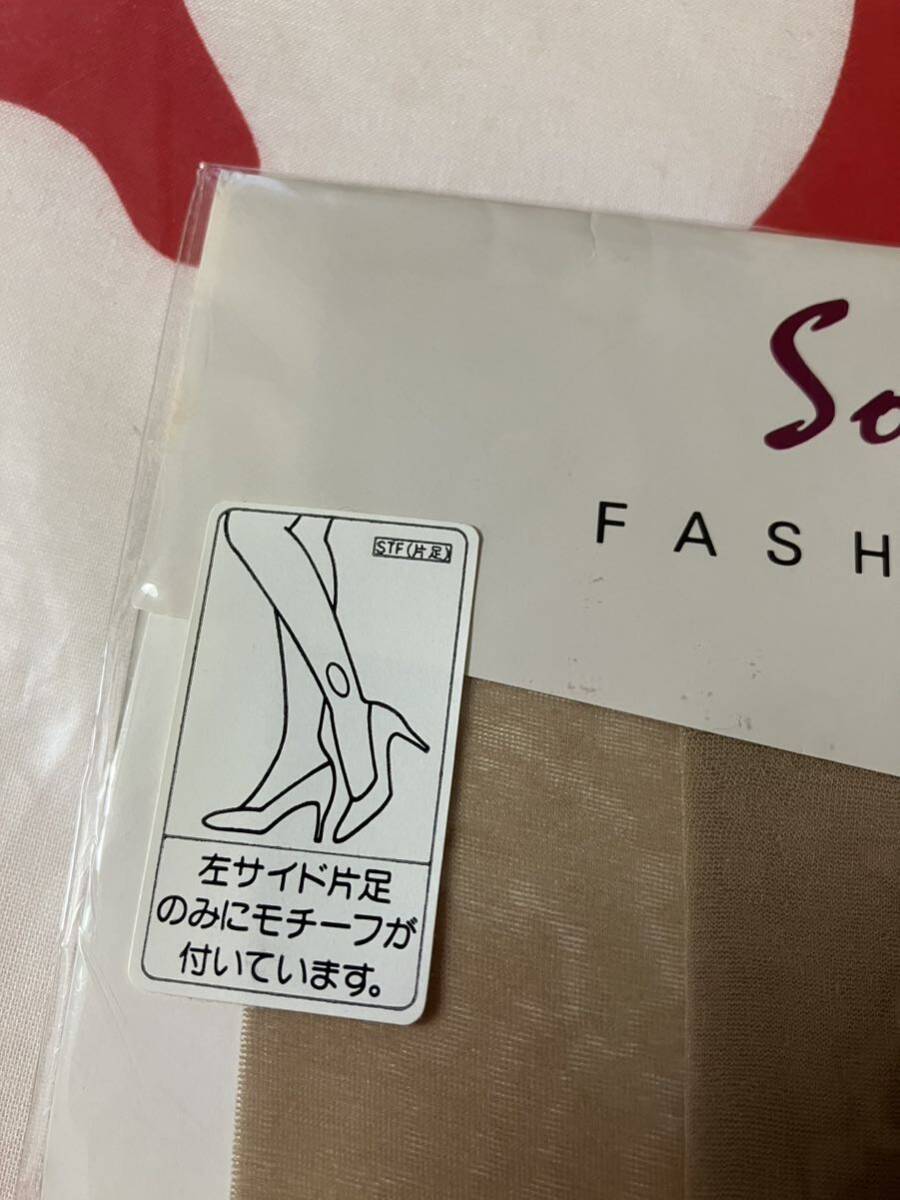 So
FASH
STF(片足)
左サイド片足
のみにモチーフが
付いています。